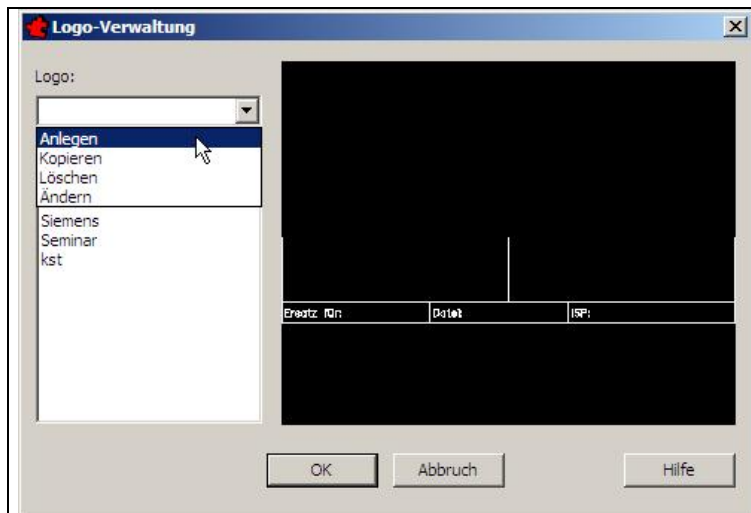 Logo-Verwaltung
Logo:
Anlegen
Kopieren
Löschen
Ändern
Siemens
Seminar
kst
Ersatz für: Datei: ISP:
OK Abbruch Hilfe